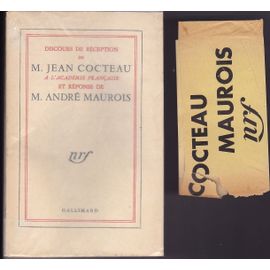 DISCOURS DE RÉCEPTION
DE
M. JEAN COCTEAU
A L'ACADÉMIE FRANÇAISE
ET RÉPONSE DE
M. ANDRÉ MAUROIS
nrf
GALLIMARD
COCTEAU
MAUROIS
nrf